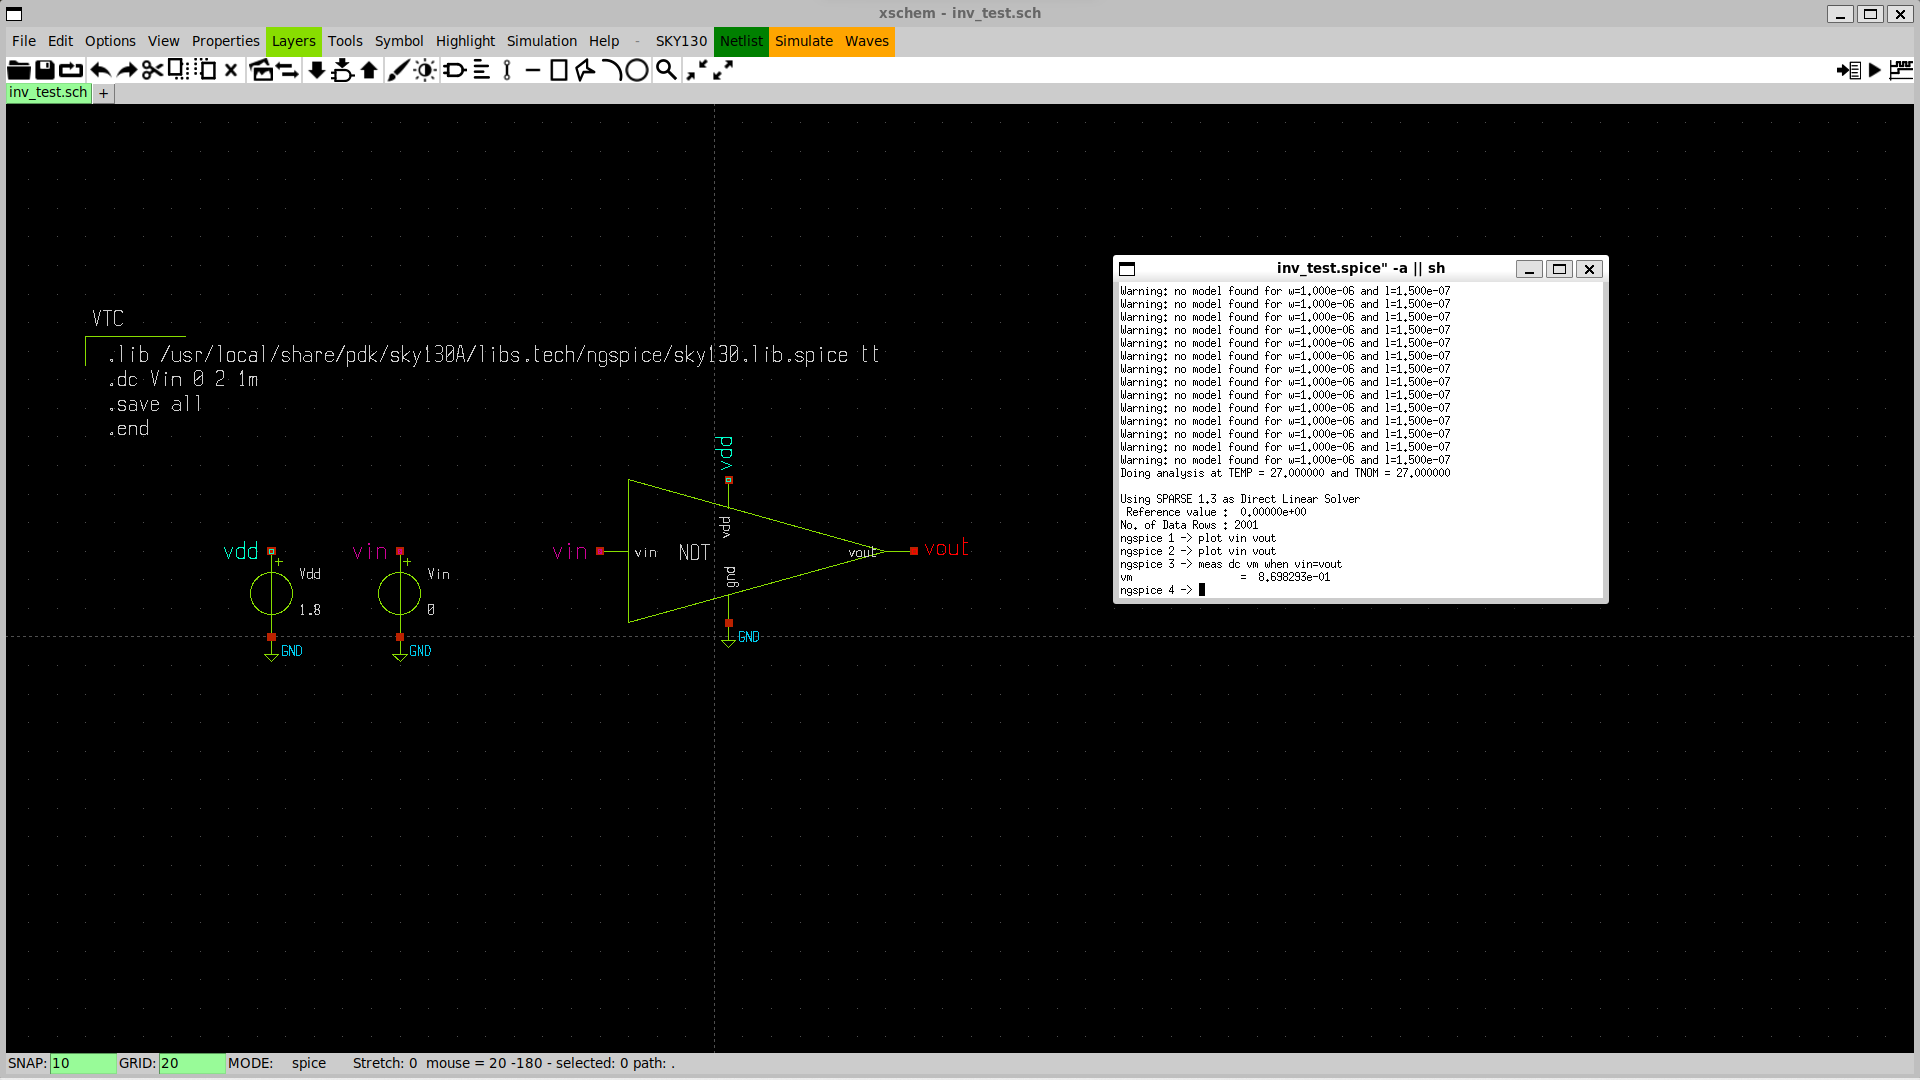 xschem - inv_test.sch
File Edit Options View Properties Layers Tools Symbol Highlight Simulation Help - SKY130 Netlist Simulate Waves
inv_test.sch +
VTC
.lib /usr/local/share/pdk/sky130A/libs.tech/ngspice/sky130.lib.spice tt
.dc Vin 0 2 1m
.save all
.end
vdd
vdd
vin
vin
vin
NOT
vout
vout
vdd
gnd
Vdd
1.8
Vin
0
GND
GND
GND
inv_test.spice" -a || sh
Warning: no model found for w=1.000e-06 and l=1.500e-07
Warning: no model found for w=1.000e-06 and l=1.500e-07
Warning: no model found for w=1.000e-06 and l=1.500e-07
Warning: no model found for w=1.000e-06 and l=1.500e-07
Warning: no model found for w=1.000e-06 and l=1.500e-07
Warning: no model found for w=1.000e-06 and l=1.500e-07
Warning: no model found for w=1.000e-06 and l=1.500e-07
Warning: no model found for w=1.000e-06 and l=1.500e-07
Warning: no model found for w=1.000e-06 and l=1.500e-07
Warning: no model found for w=1.000e-06 and l=1.500e-07
Warning: no model found for w=1.000e-06 and l=1.500e-07
Warning: no model found for w=1.000e-06 and l=1.500e-07
Warning: no model found for w=1.000e-06 and l=1.500e-07
Warning: no model found for w=1.000e-06 and l=1.500e-07
Doing analysis at TEMP = 27.000000 and TNOM = 27.000000
Using SPARSE 1.3 as Direct Linear Solver
Reference value : 0.00000e+00
No. of Data Rows : 2001
ngspice 1 -> plot vin vout
ngspice 2 -> plot vin vout
ngspice 3 -> meas dc vm when vin=vout
vm = 8.698293e-01
ngspice 4 ->
SNAP: 10 GRID: 20 MODE: spice Stretch: 0 mouse = 20 -180 - selected: 0 path: .